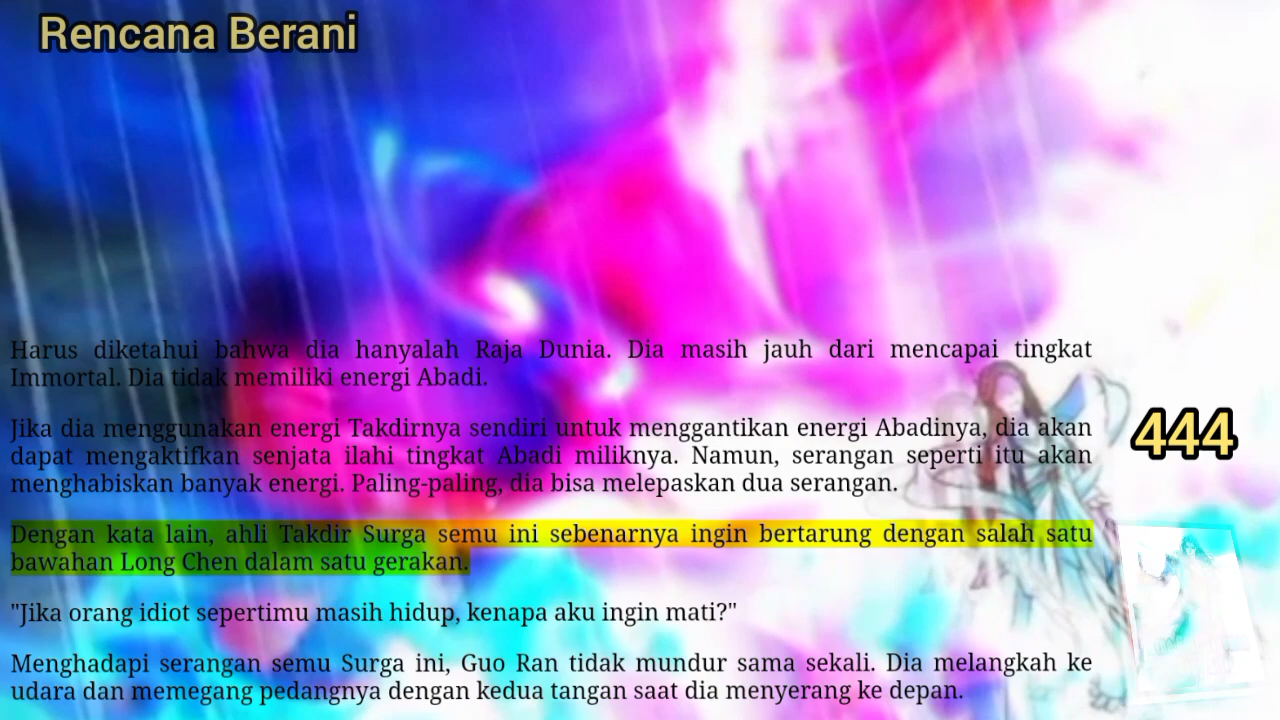 Rencana Berani
Harus diketahui bahwa dia hanyalah Raja Dunia. Dia masih jauh dari mencapai tingkat
Immortal. Dia tidak memiliki energi Abadi.
Jika dia menggunakan energi Takdirnya sendiri untuk menggantikan energi Abadinya, dia akan
dapat mengaktifkan senjata ilahi tingkat Abadi miliknya. Namun, serangan seperti itu akan
menghabiskan banyak energi. Paling-paling, dia bisa melepaskan dua serangan.
444
Dengan kata lain, ahli Takdir Surga semu ini sebenarnya ingin bertarung dengan salah satu
bawahan Long Chen dalam satu gerakan.
"Jika orang idiot sepertimu masih hidup, kenapa aku ingin mati?"
Menghadapi serangan semu Surga ini, Guo Ran tidak mundur sama sekali. Dia melangkah ke
udara dan memegang pedangnya dengan kedua tangan saat dia menyerang ke depan.